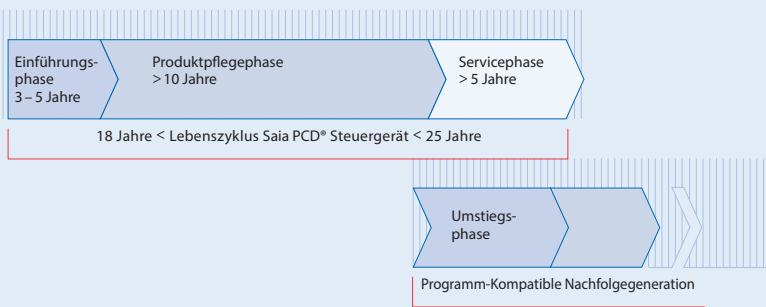 Einführungs-
phase
3 – 5 Jahre
Produktpflegephase
> 10 Jahre
Servicephase
> 5 Jahre
18 Jahre < Lebenszyklus Saia PCD® Steuergerät < 25 Jahre
Umstiegs-
phase
Programm-Kompatible Nachfolgegeneration